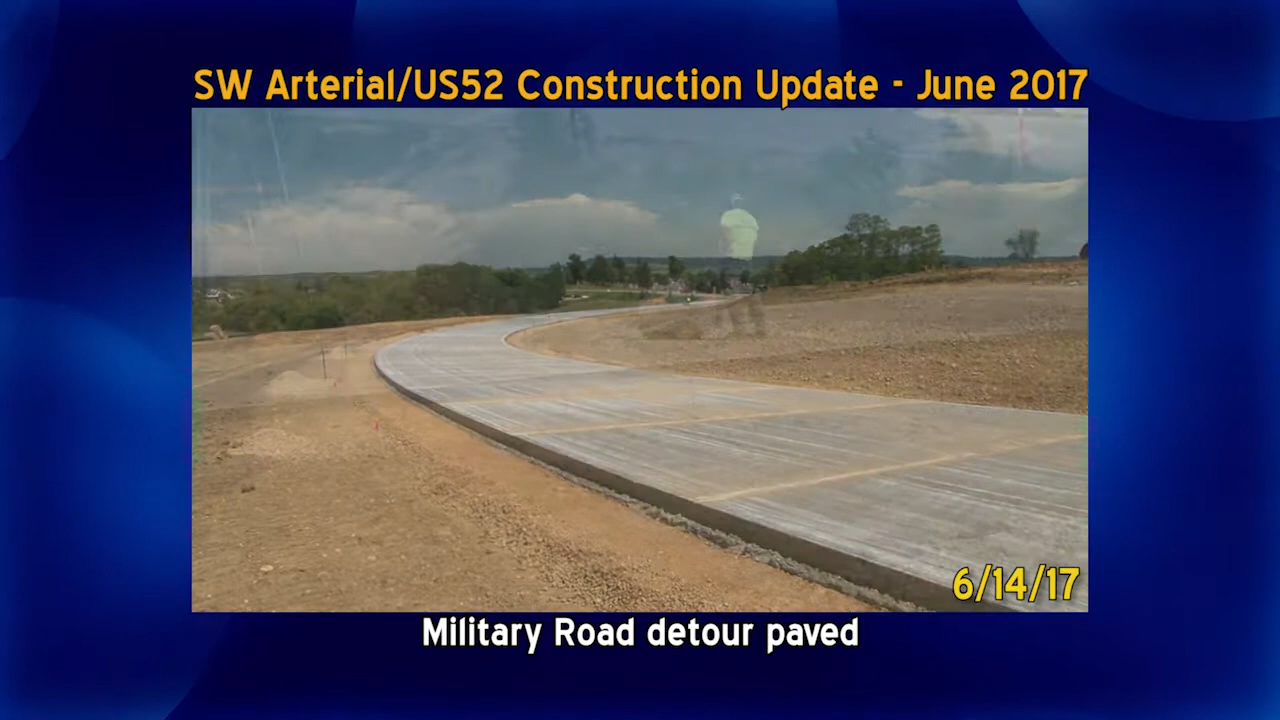 SW Arterial/US52 Construction Update - June 2017
6/14/17
Military Road detour paved